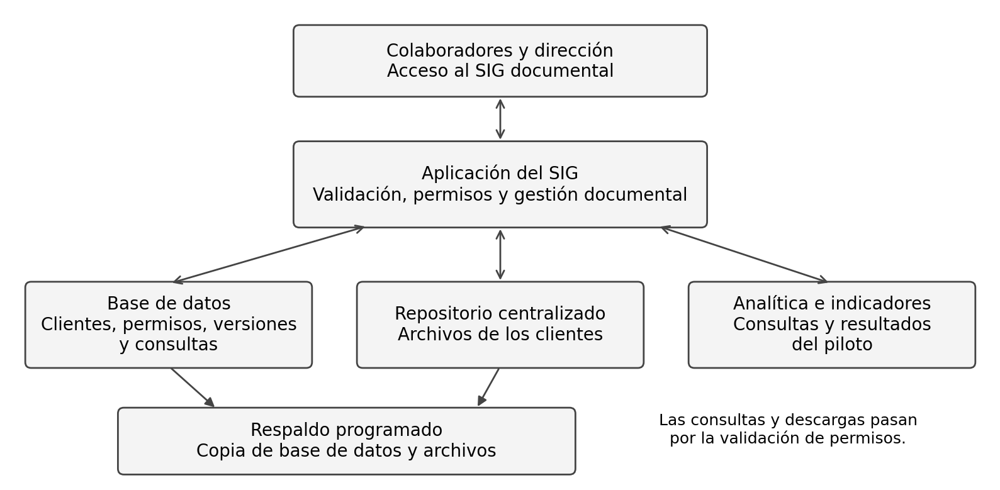 Colaboradores y dirección
Acceso al SIG documental
Aplicación del SIG
Validación, permisos y gestión documental
Base de datos
Clientes, permisos, versiones
y consultas
Repositorio centralizado
Archivos de los clientes
Analítica e indicadores
Consultas y resultados
del piloto
Respaldo programado
Copia de base de datos y archivos
Las consultas y descargas pasan
por la validación de permisos.